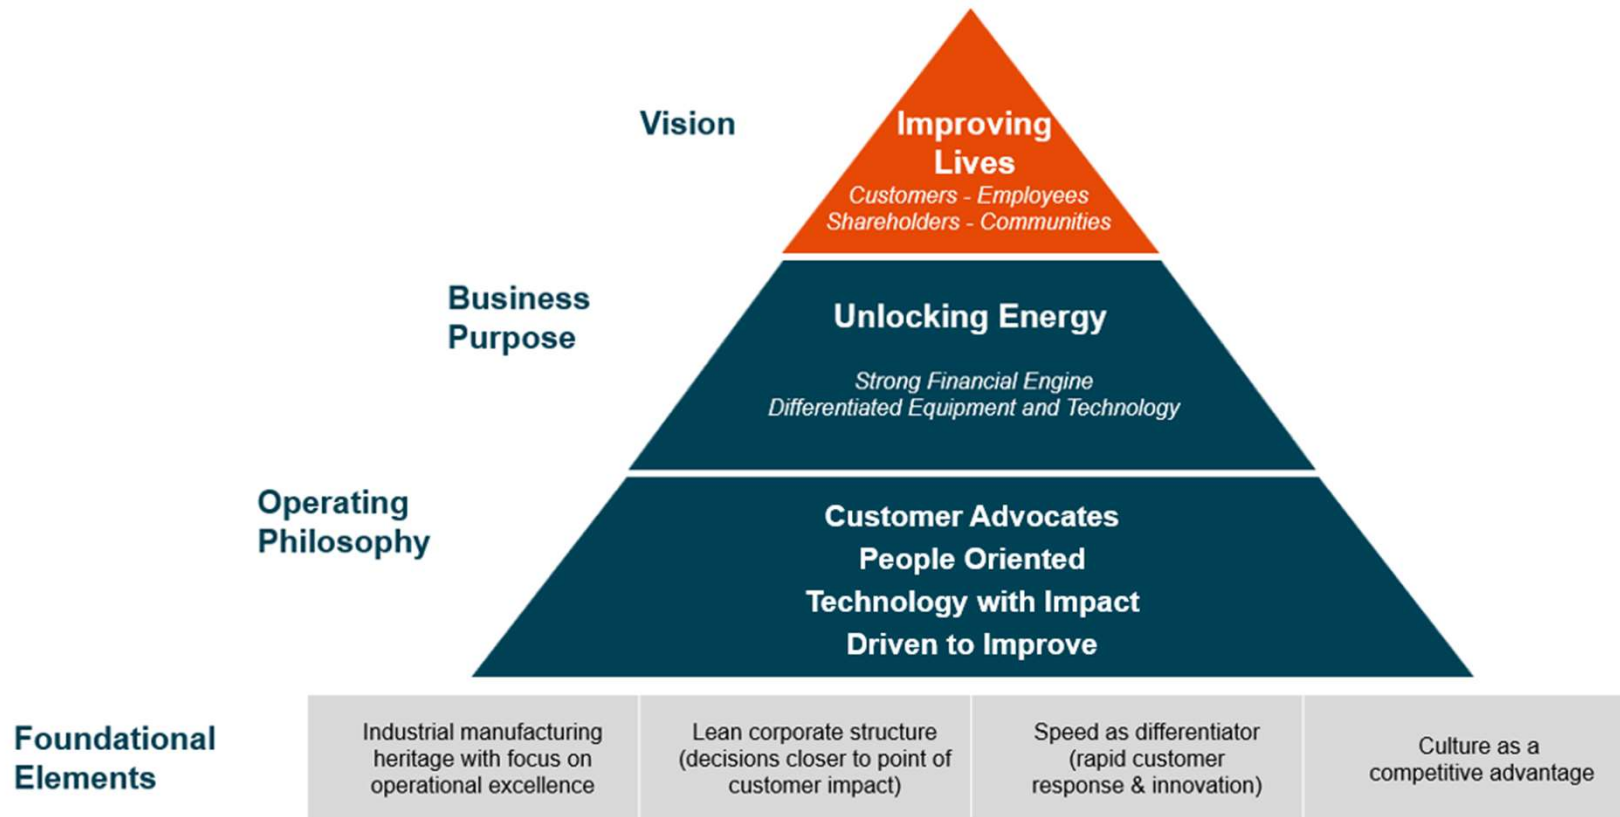 Vision
Improving
Lives
Customers - Employees
Shareholders - Communities
Business
Purpose
Unlocking Energy
Strong Financial Engine
Differentiated Equipment and Technology
Operating
Philosophy
Customer Advocates
People Oriented
Technology with Impact
Driven to Improve
Foundational
Elements
Industrial manufacturing
heritage with focus on
operational excellence
Lean corporate structure
(decisions closer to point of
customer impact)
Speed as differentiator
(rapid customer
response & innovation)
Culture as a
competitive advantage